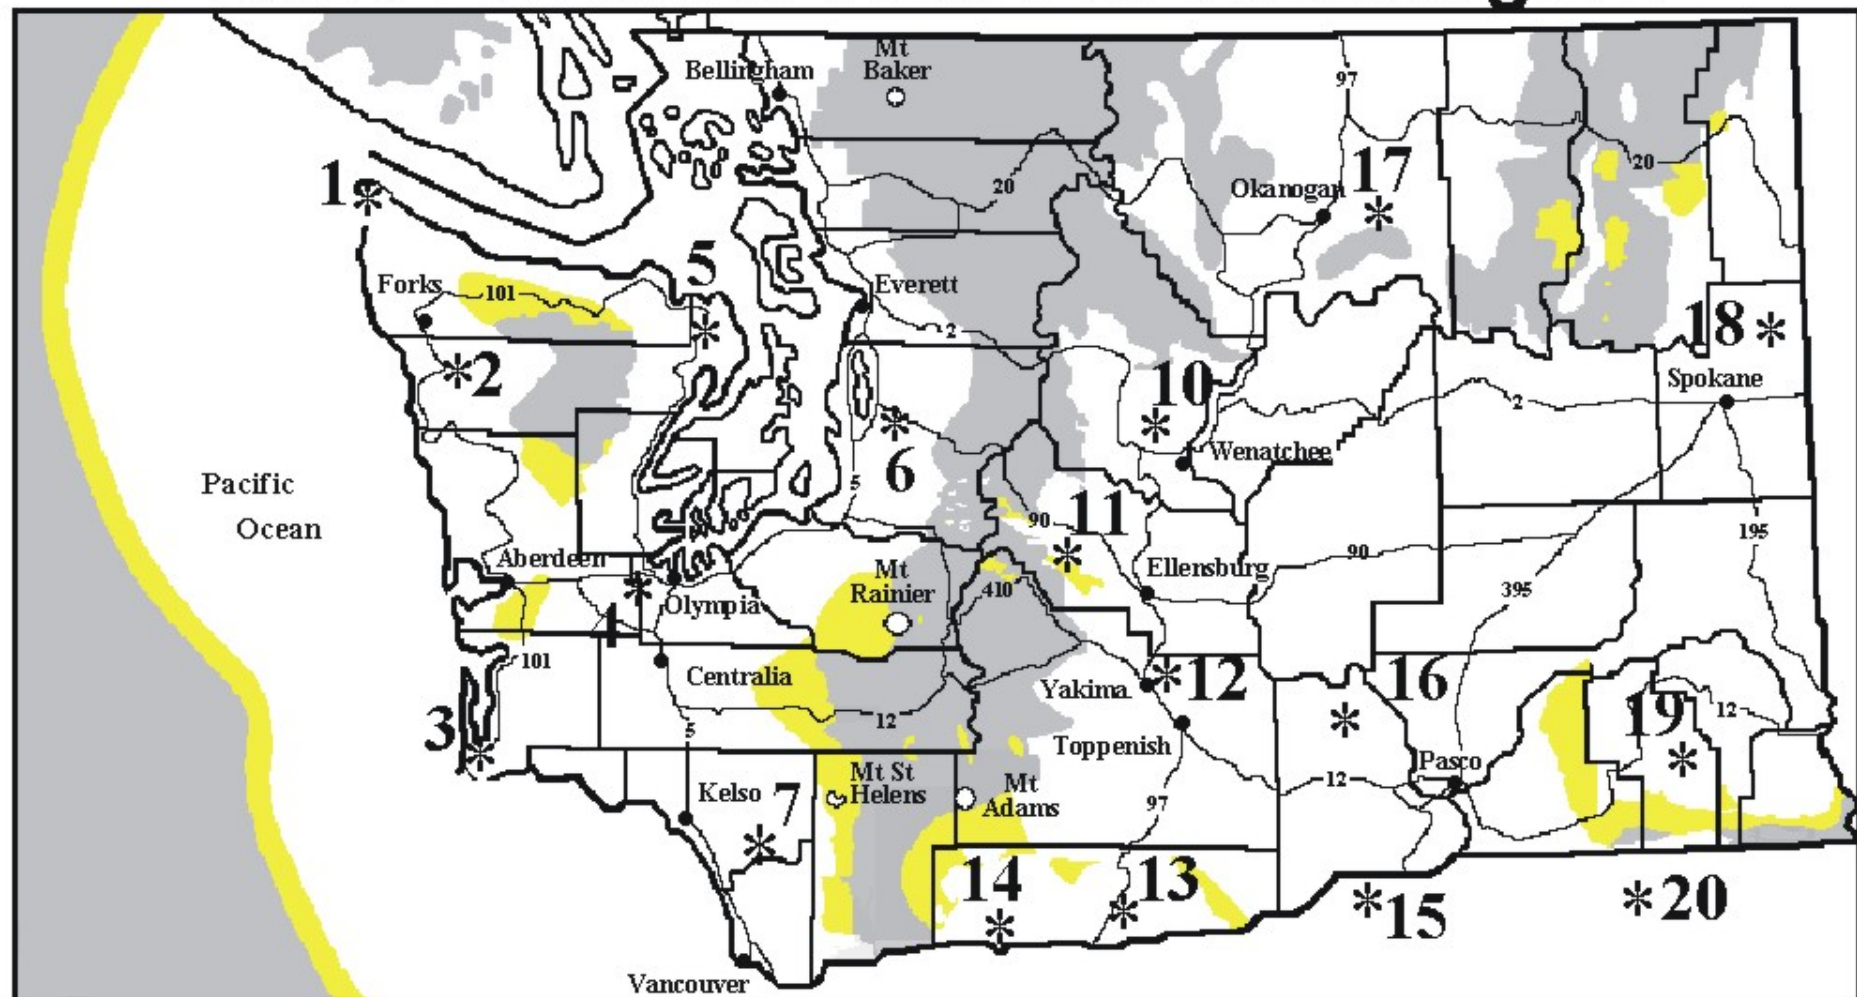 Mt
Baker
Bellingham
97
1
20
20
Okanogan
17
5
Forks
101
Everett
2
18
2
10
Spokane
2
Wenatchee
6
Pacific
Ocean
5
11
90
90
195
Aberdeen
Mt
Rainier
410
Ellensburg
395
Olympia
4
101
Centralia
Yakima
12
16
3
12
5
Toppenish
19
12
Pasco
Kelso
7
Mt St
Helens
Mt
Adams
97
12
14
13
15
20
Vancouver